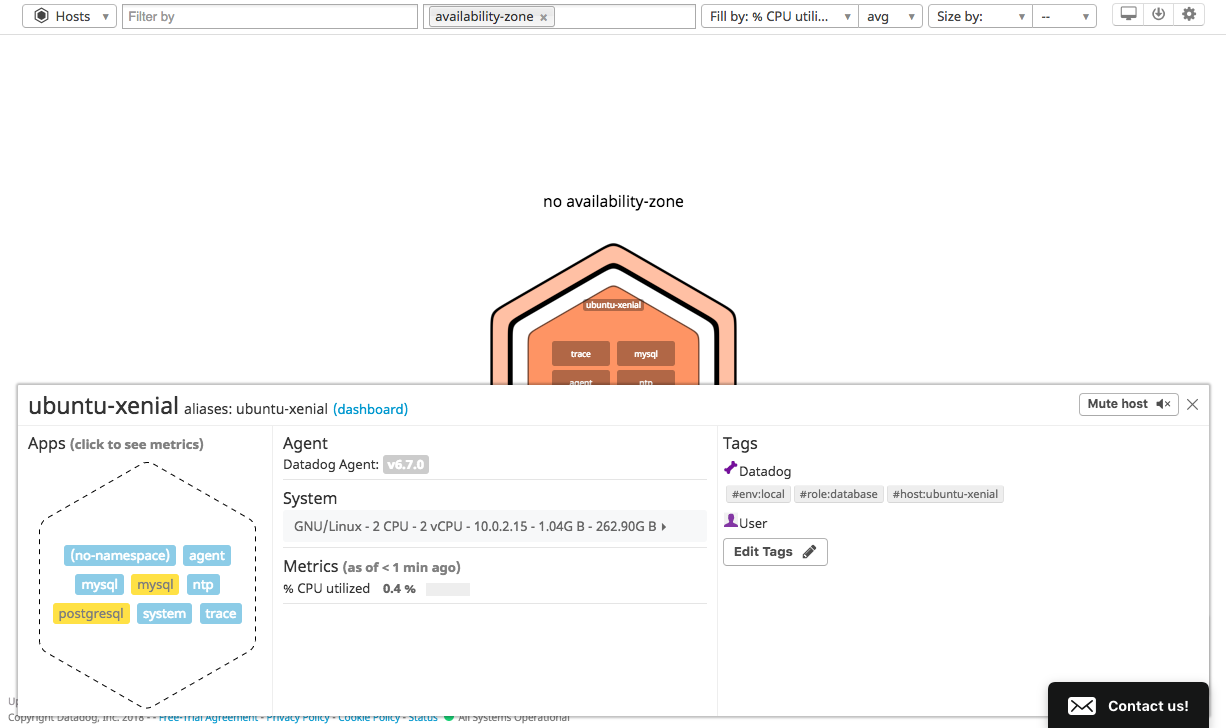 Hosts ▾ Filter by availability-zone × Fill by: % CPU utili... ▾ avg ▾ Size by: ▾ -- ▾
no availability-zone
ubuntu-xenial
trace mysql
agent ntp
ubuntu-xenial aliases: ubuntu-xenial (dashboard)
Mute host
Apps (click to see metrics)
(no-namespace) agent
mysql mysql ntp
postgresql system trace
Agent
Datadog Agent: v6.7.0
System
GNU/Linux - 2 CPU - 2 vCPU - 10.0.2.15 - 1.04G B - 262.90G B
Metrics (as of < 1 min ago)
% CPU utilized 0.4 %
Tags
Datadog
#env:local #role:database #host:ubuntu-xenial
User
Edit Tags
Copyright Datadog, Inc. 2018 - - Free-Trial Agreement - Privacy Policy - Cookie Policy - Status All Systems Operational
Contact us!